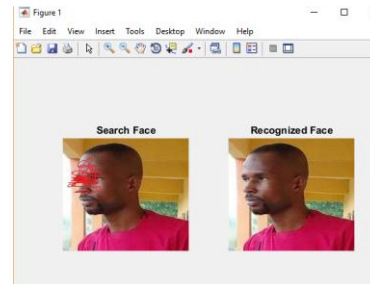 Figure 1
File Edit View Insert Tools Desktop Window Help
Search Face Recognized Face